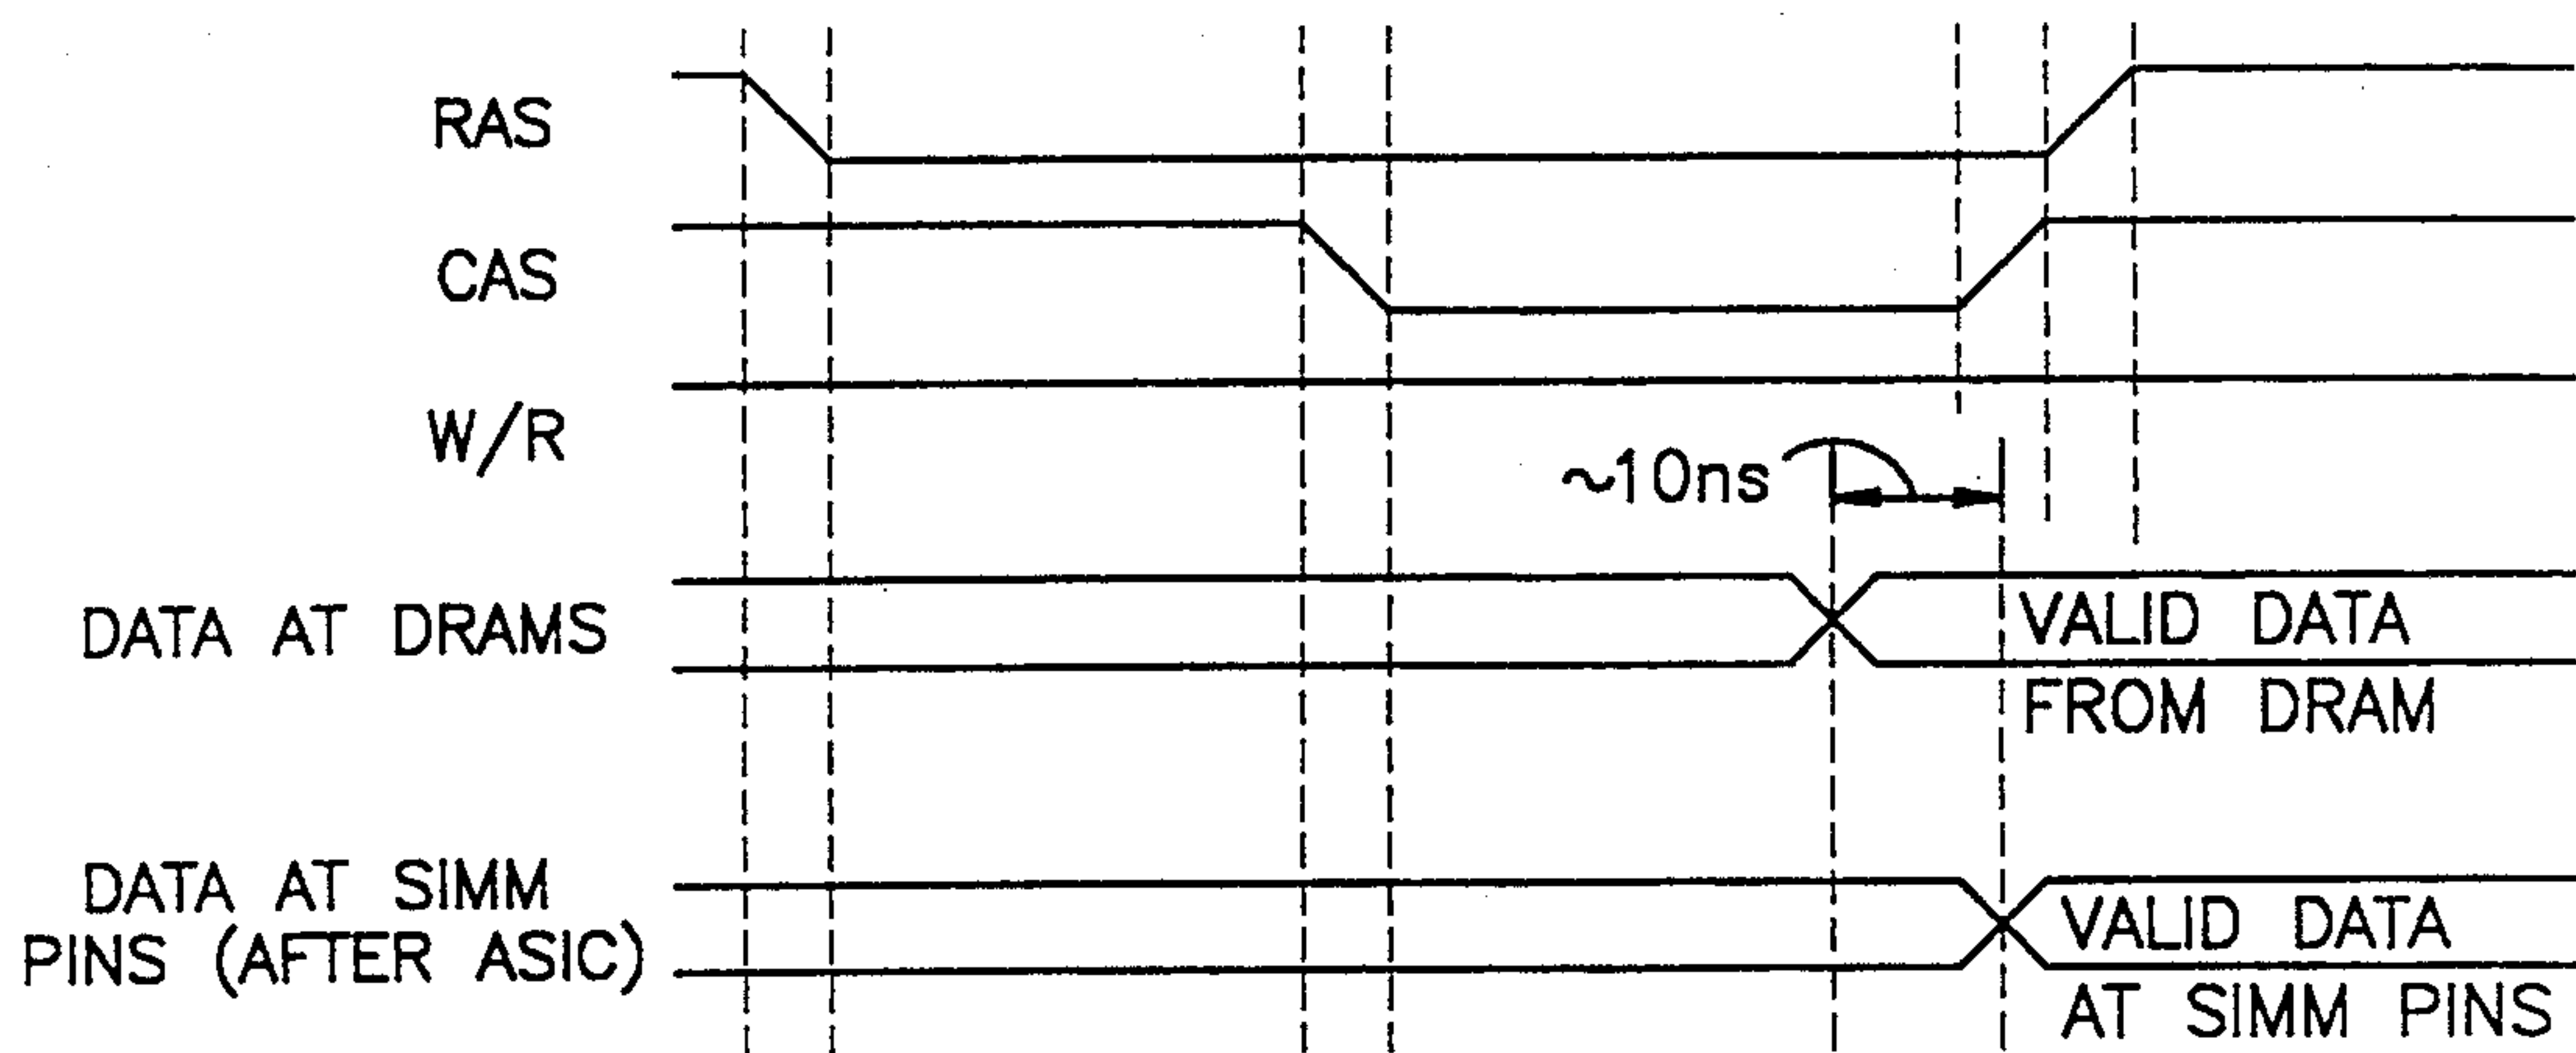 RAS
CAS
W/R
~10ns
DATA AT DRAMS
VALID DATA
FROM DRAM
DATA AT SIMM
PINS (AFTER ASIC)
VALID DATA
AT SIMM PINS